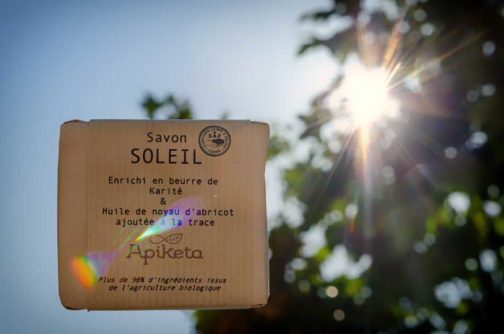 Savon
SOLEIL
Enrichi en beurre de
Karité
&
Huile de noyau d'abricot
ajoutée à la trace
Apiketa
Plus de 90% d'ingrédients issus
de l'agriculture biologique